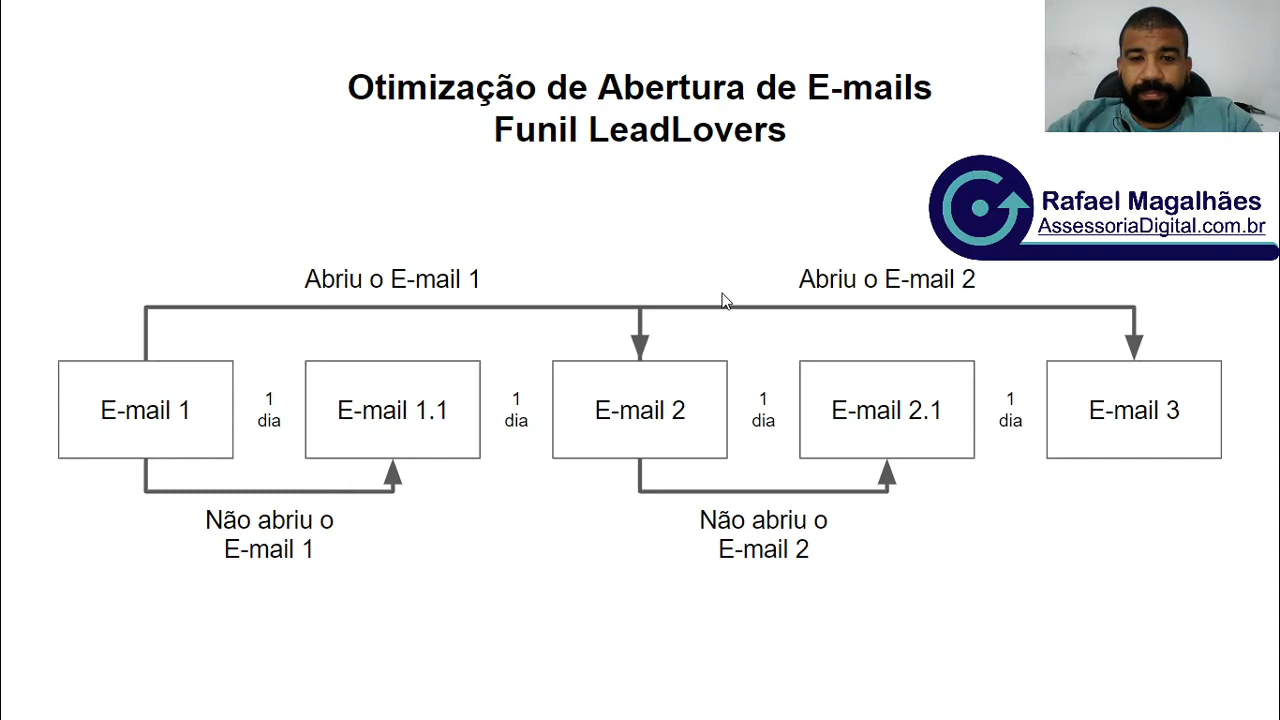 Otimização de Abertura de E-mails
Funil LeadLovers
Rafael Magalhães
AssessoriaDigital.com.br
Abriu o E-mail 1
Abriu o E-mail 2
E-mail 1
1
dia
E-mail 1.1
1
dia
E-mail 2
1
dia
E-mail 2.1
1
dia
E-mail 3
Não abriu o
E-mail 1
Não abriu o
E-mail 2